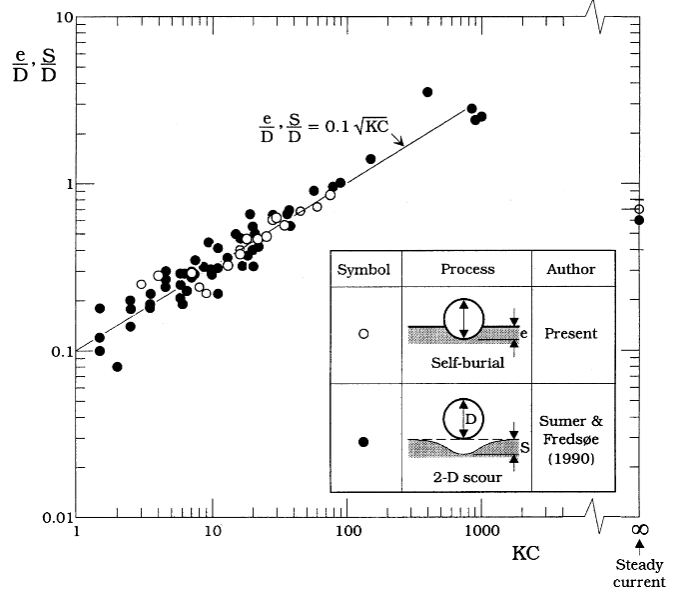 e/D , S/D
10
1
0.1
0.01
e/D , S/D = 0.1 √KC
Symbol Process Author
e
Self-burial
Present
D
S
2-D scour
Sumer &
Fredsøe
(1990)
1 10 100 1000 ∞
KC
Steady
current